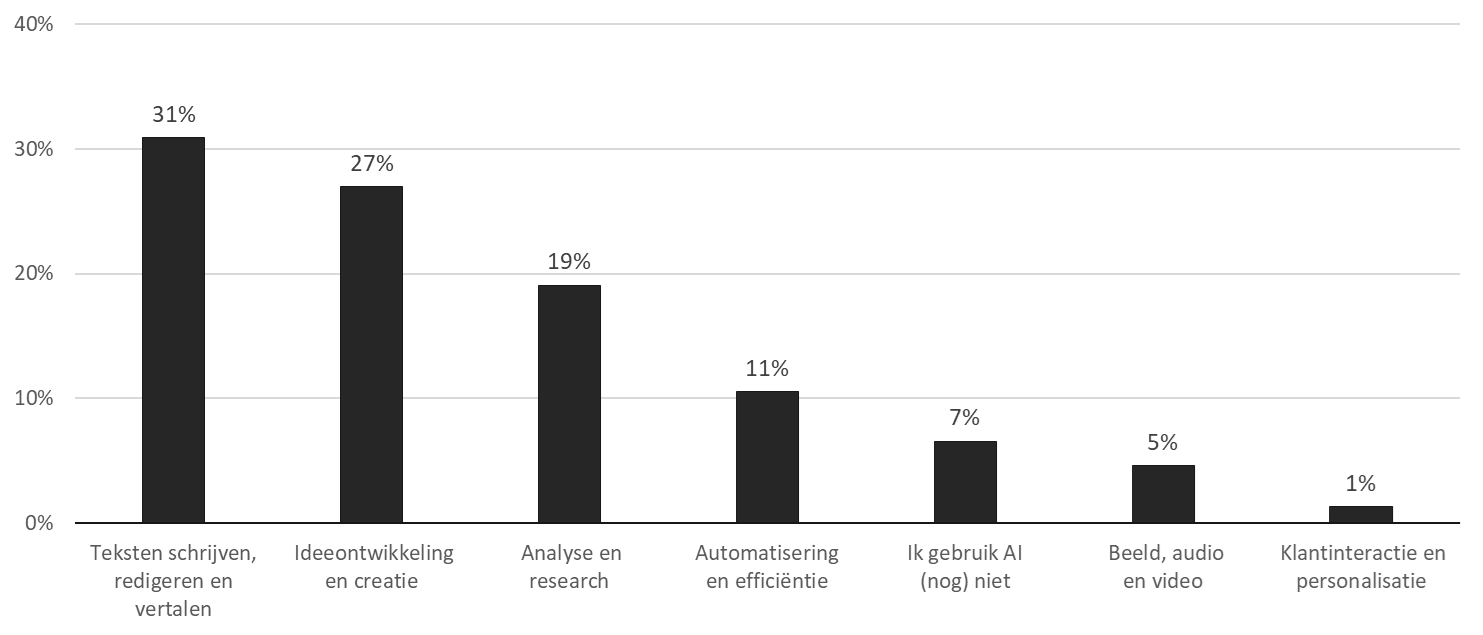 40%
30%
20%
10%
0%
31%
27%
19%
11%
7%
5%
1%
Teksten schrijven,
redigeren en
vertalen
Ideeontwikkeling
en creatie
Analyse en
research
Automatisering
en efficiëntie
Ik gebruik AI
(nog) niet
Beeld, audio
en video
Klantinteractie en
personalisatie